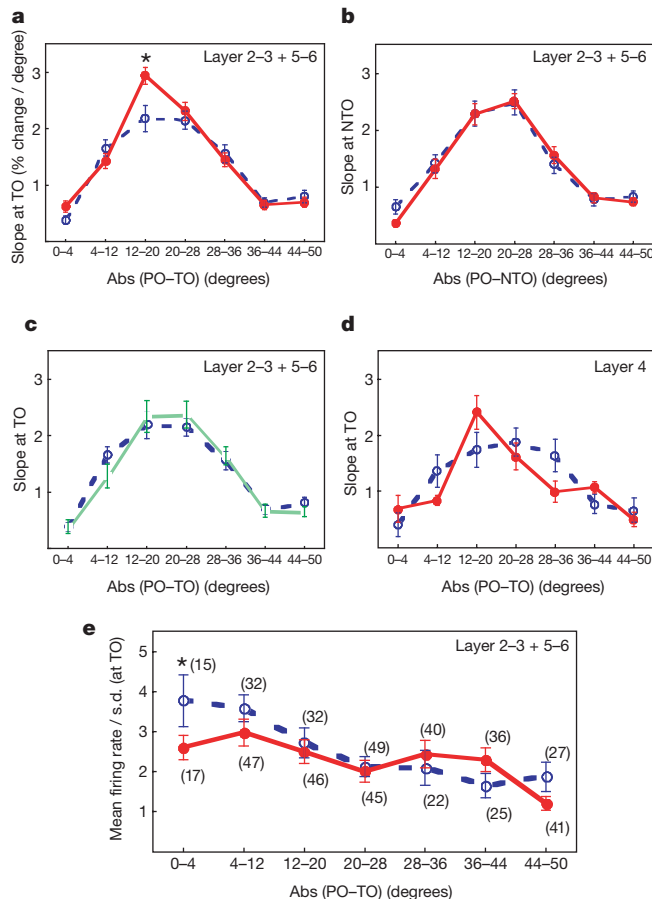 a
Layer 2–3 + 5–6
*
3
2
1
Slope at TO (% change / degree)
0–4 4–12 12–20 20–28 28–36 36–44 44–50
Abs (PO–TO) (degrees)
b
Layer 2–3 + 5–6
3
2
1
Slope at NTO
0–4 4–12 12–20 20–28 28–36 36–44 44–50
Abs (PO–NTO) (degrees)
c
Layer 2–3 + 5–6
3
2
1
Slope at TO
0–4 4–12 12–20 20–28 28–36 36–44 44–50
Abs (PO–TO) (degrees)
d
Layer 4
3
2
1
Slope at TO
0–4 4–12 12–20 20–28 28–36 36–44 44–50
Abs (PO–TO) (degrees)
e
Layer 2–3 + 5–6
5
4
3
2
1
Mean firing rate / s.d. (at TO)
* (15) (32) (32) (49) (40) (36) (27)
(17) (47) (46) (45) (22) (25) (41)
0–4 4–12 12–20 20–28 28–36 36–44 44–50
Abs (PO–TO) (degrees)